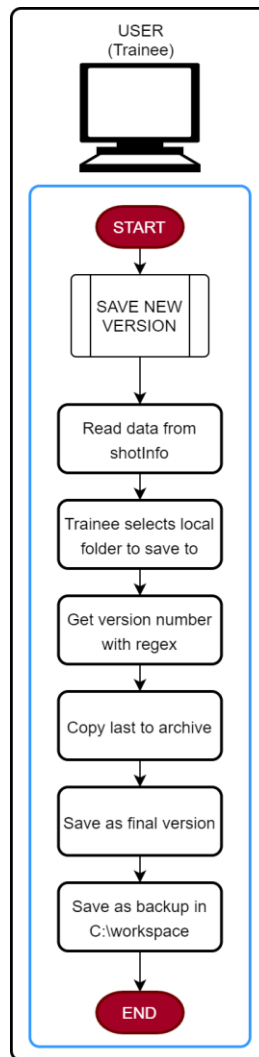 USER
(Trainee)
START
SAVE NEW
VERSION
Read data from
shotInfo
Trainee selects local
folder to save to
Get version number
with regex
Copy last to archive
Save as final version
Save as backup in
C:\workspace
END